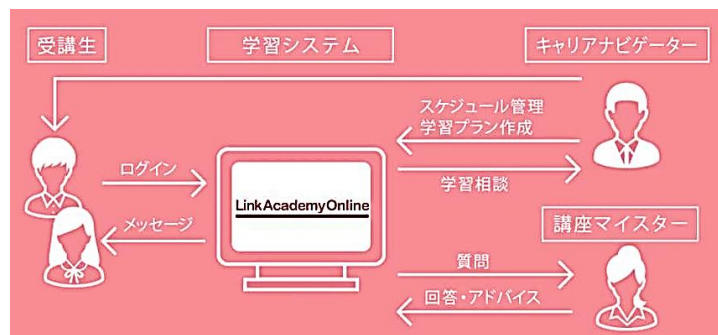 受講生
学習システム
キャリアナビゲーター
スケジュール管理
学習プラン作成
ログイン
学習相談
LinkAcademyOnline
メッセージ
講座マイスター
質問
回答・アドバイス